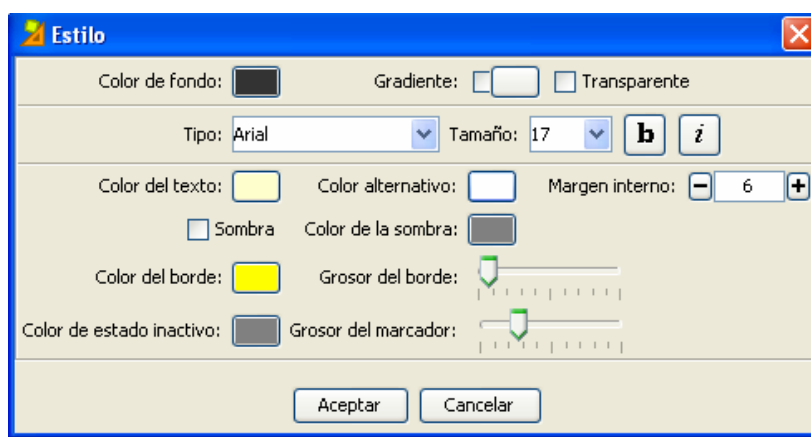 Estilo
Color de fondo: Gradiente: Transparente
Tipo: Arial Tamaño: 17 b i
Color del texto: Color alternativo: Margen interno: 6
Sombra Color de la sombra:
Color del borde: Grosor del borde:
Color de estado inactivo: Grosor del marcador:
Aceptar Cancelar